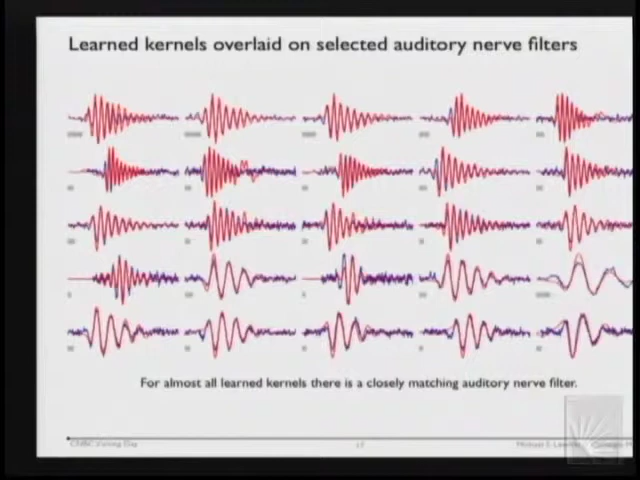 Learned kernels overlaid on selected auditory nerve filters
For almost all learned kernels there is a closely matching auditory nerve filter.